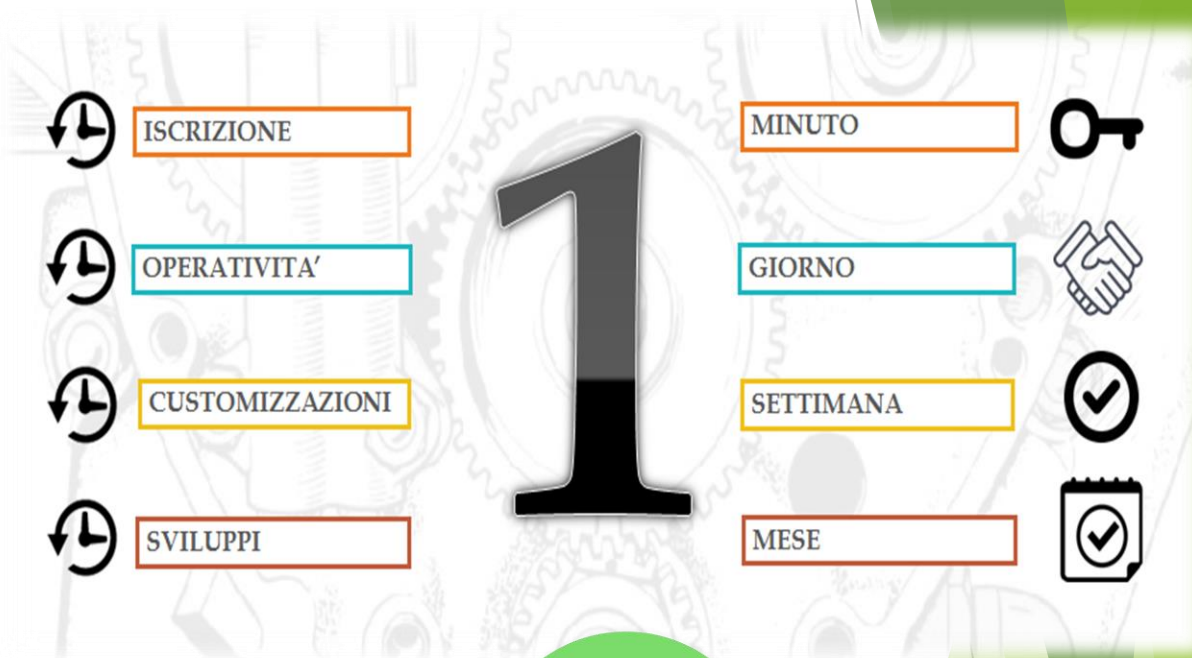 ISCRIZIONE
1
MINUTO
OPERATIVITA’
GIORNO
CUSTOMIZZAZIONI
SETTIMANA
SVILUPPI
MESE